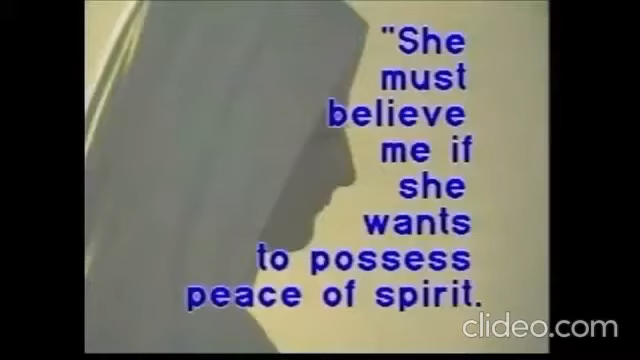 "She
must
believe
me if
she
wants
to possess
peace of spirit.
clideo.com